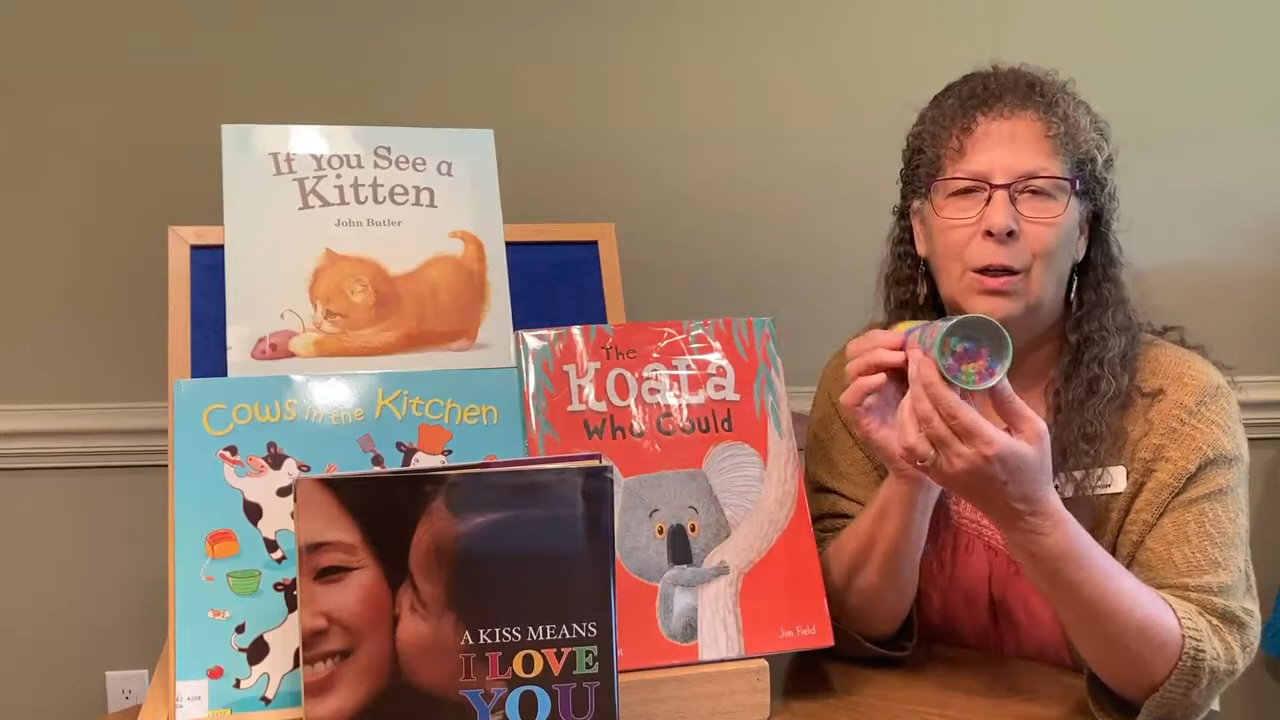 If You See a
Kitten
John Butler
Cows in the Kitchen
The
KOALA
Who Could
Jim Field
A KISS MEANS
I LOVE
YOU